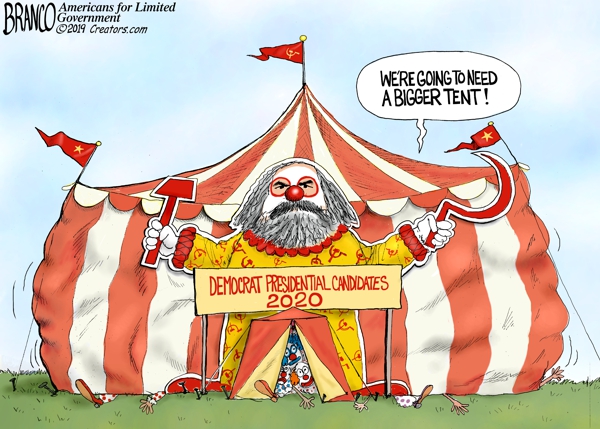 BRANCO
Americans for Limited
Government
©2019 Creators.com.
WE'RE GOING TO NEED
A BIGGER TENT!
DEMOCRAT PRESIDENTIAL CANDIDATES
2020